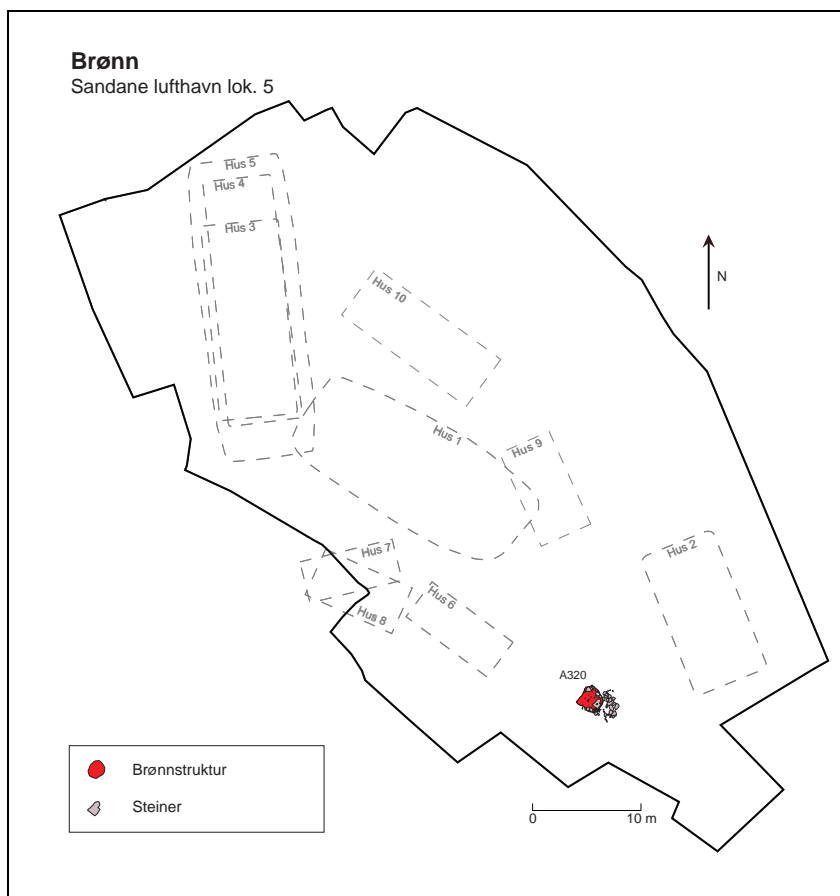 Brønn
Sandane lufthavn lok. 5
Hus 5
Hus 4
Hus 3
N
Hus 10
Hus 1
Hus 9
Hus 2
Hus 7
Hus 6
Hus 8
A320
Brønnstruktur
Steiner
0 10 m